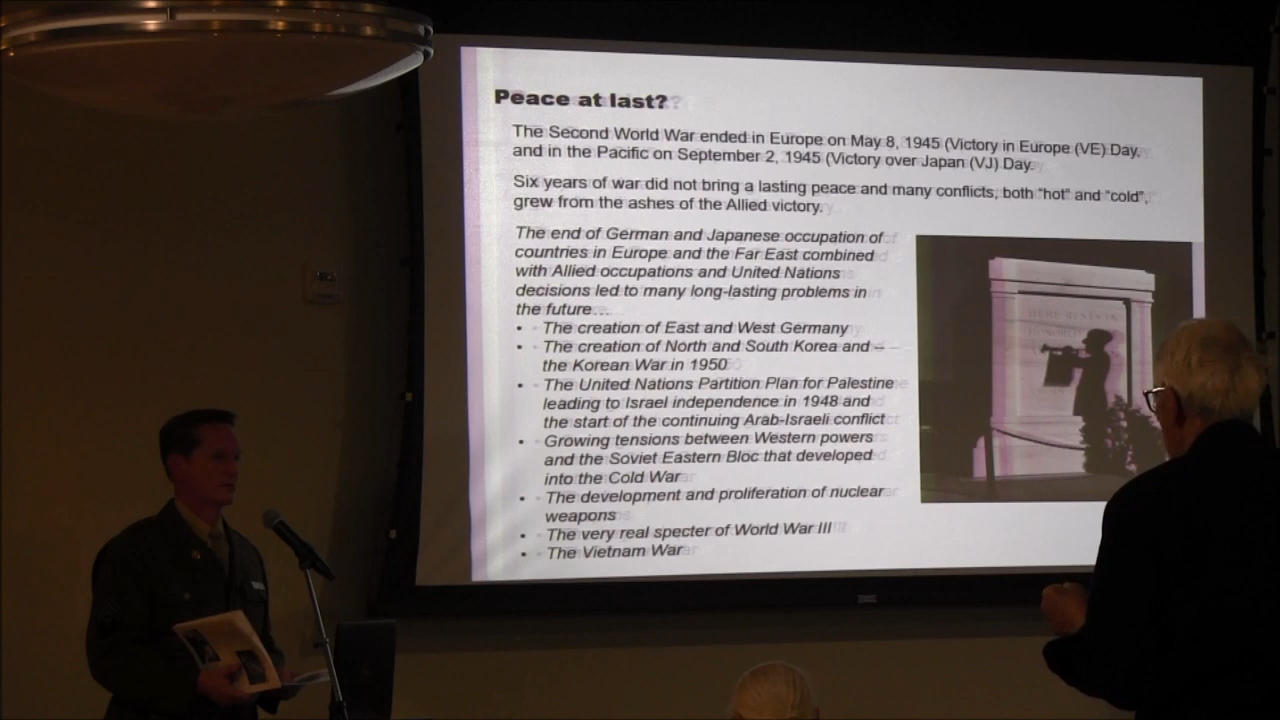 Peace at last?
The Second World War ended in Europe on May 8, 1945 (Victory in Europe (VE) Day,
and in the Pacific on September 2, 1945 (Victory over Japan (VJ) Day.
Six years of war did not bring a lasting peace and many conflicts, both "hot" and "cold",
grew from the ashes of the Allied victory.
The end of German and Japanese occupation of
countries in Europe and the Far East combined
with Allied occupations and United Nations
decisions led to many long-lasting problems in
the future…
• The creation of East and West Germany
• The creation of North and South Korea and –
the Korean War in 1950
• The United Nations Partition Plan for Palestine
leading to Israel independence in 1948 and
the start of the continuing Arab-Israeli conflict
• Growing tensions between Western powers
and the Soviet Eastern Bloc that developed
into the Cold War
• The development and proliferation of nuclear
weapons
• The very real specter of World War III
• The Vietnam War
HERE RESTS IN
HONORED